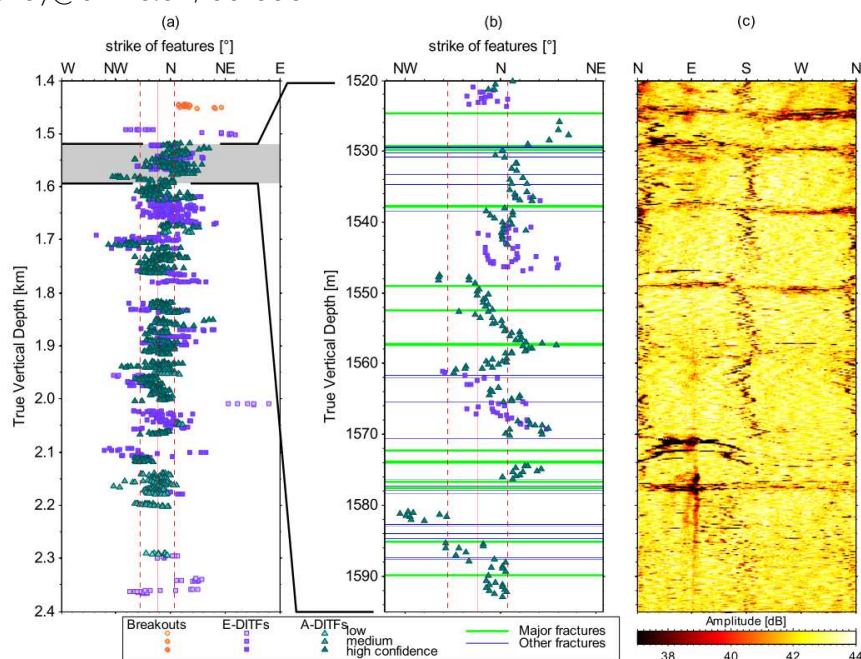 (a) (b) (c)
strike of features [°] strike of features [°]
W NW N NE E NW N NE N E S W N
1.4
1.5
1.6
1.7
1.8
1.9
2.0
2.1
2.2
2.3
2.4
True Vertical Depth [km]
1520
1530
1540
1550
1560
1570
1580
1590
True Vertical Depth [m]
Breakouts E-DITFs A-DITFs
low
medium
high confidence
Major fractures
Other fractures
Amplitude [dB]
38 40 42 44